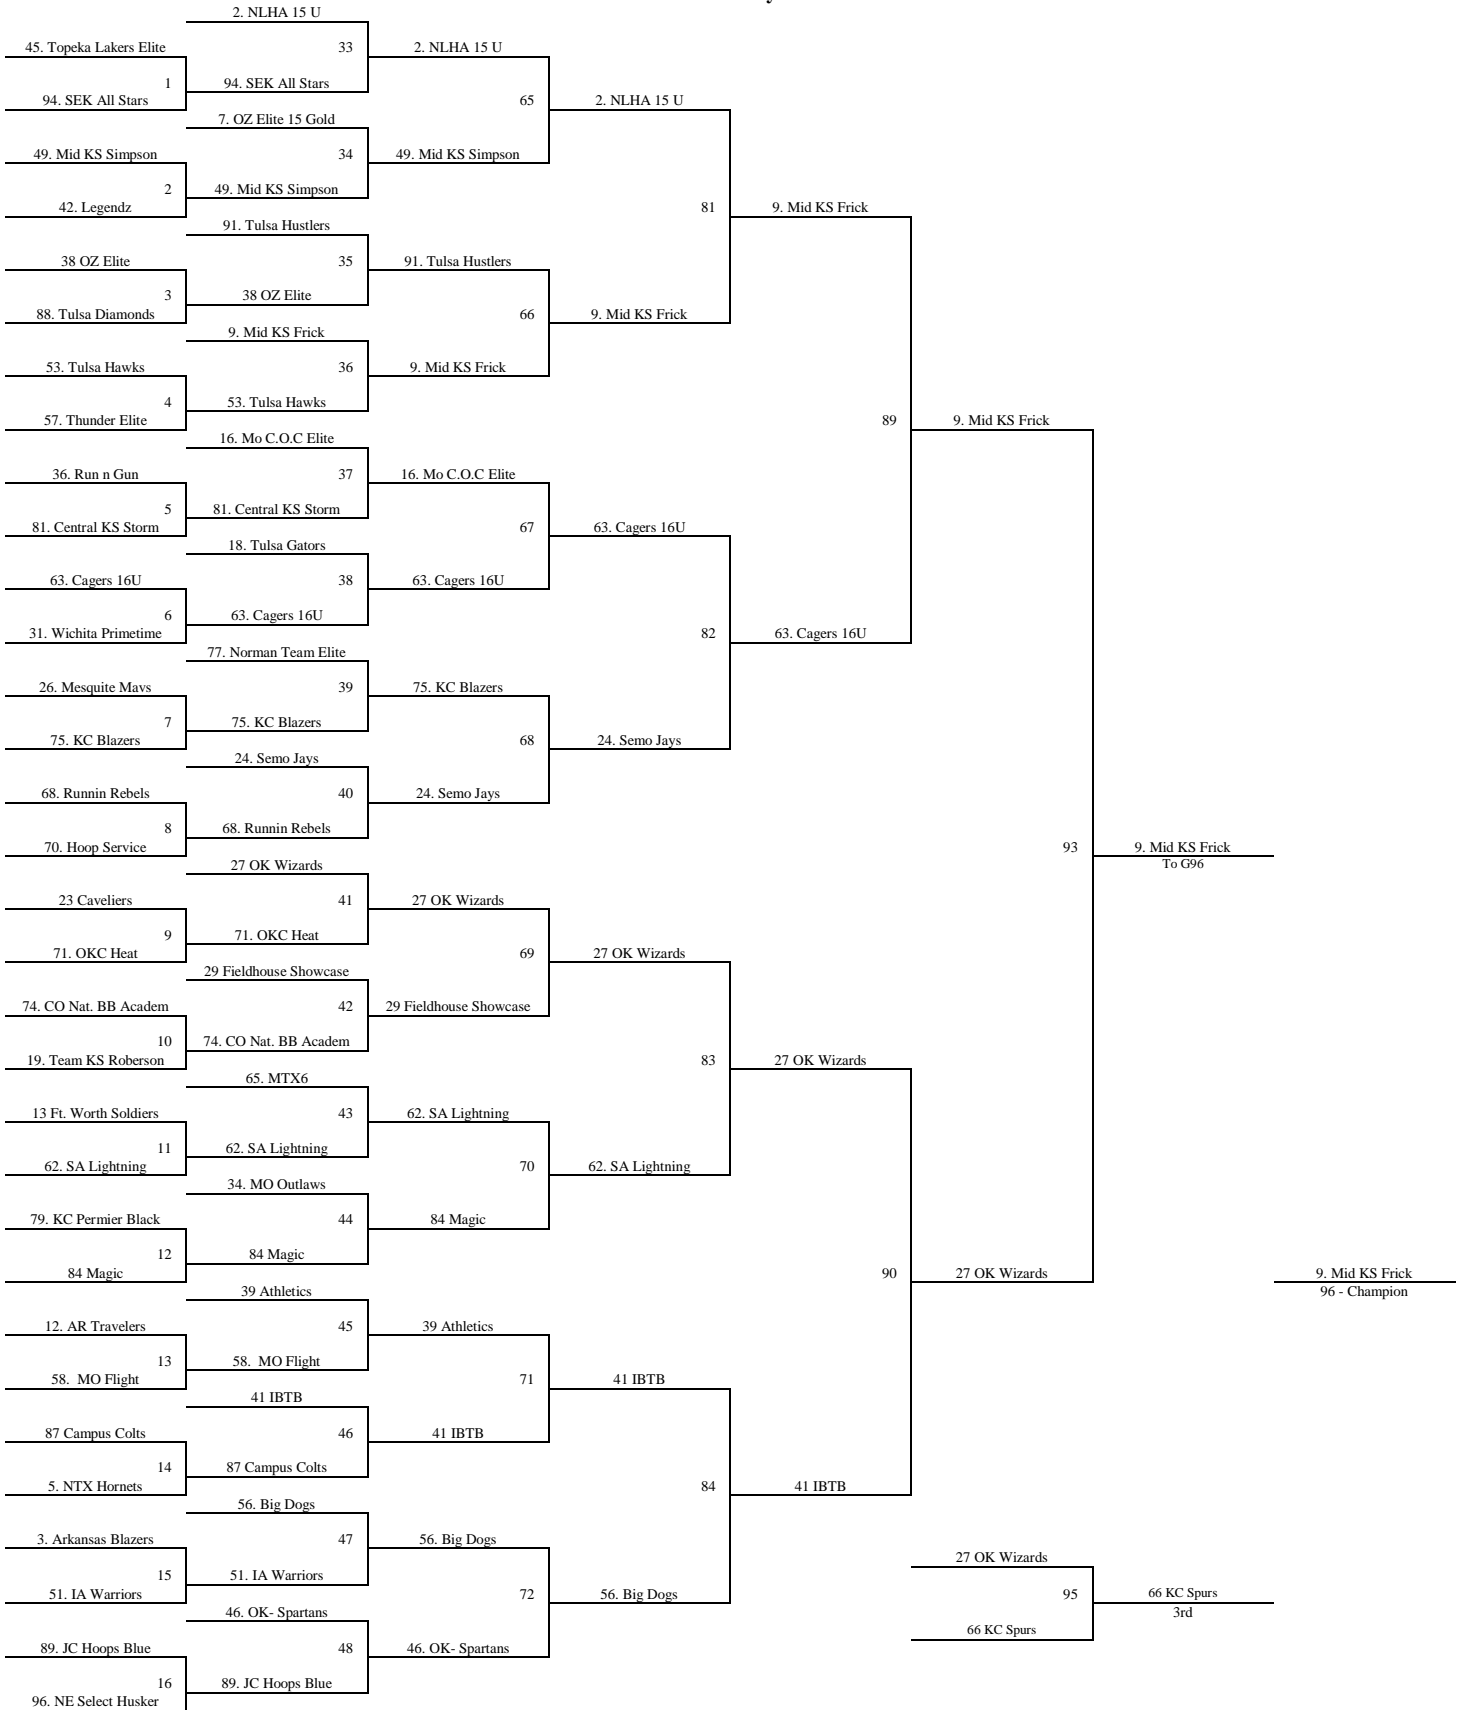 y
2. NLHA 15 U
45. Topeka Lakers Elite
33
2. NLHA 15 U
1
94. SEK All Stars
94. SEK All Stars
65
2. NLHA 15 U
7. OZ Elite 15 Gold
49. Mid KS Simpson
34
49. Mid KS Simpson
2
49. Mid KS Simpson
42. Legendz
81
9. Mid KS Frick
91. Tulsa Hustlers
38 OZ Elite
35
91. Tulsa Hustlers
3
38 OZ Elite
88. Tulsa Diamonds
66
9. Mid KS Frick
9. Mid KS Frick
53. Tulsa Hawks
36
9. Mid KS Frick
4
53. Tulsa Hawks
57. Thunder Elite
89
9. Mid KS Frick
16. Mo C.O.C Elite
36. Run n Gun
37
16. Mo C.O.C Elite
5
81. Central KS Storm
81. Central KS Storm
67
63. Cagers 16U
18. Tulsa Gators
63. Cagers 16U
38
63. Cagers 16U
6
63. Cagers 16U
31. Wichita Primetime
82
63. Cagers 16U
77. Norman Team Elite
26. Mesquite Mavs
39
75. KC Blazers
7
75. KC Blazers
75. KC Blazers
68
24. Semo Jays
24. Semo Jays
68. Runnin Rebels
40
24. Semo Jays
8
68. Runnin Rebels
70. Hoop Service
93
9. Mid KS Frick
To G96
27 OK Wizards
23 Caveliers
41
27 OK Wizards
9
71. OKC Heat
71. OKC Heat
69
27 OK Wizards
29 Fieldhouse Showcase
74. CO Nat. BB Academ
42
29 Fieldhouse Showcase
10
74. CO Nat. BB Academ
19. Team KS Roberson
83
27 OK Wizards
65. MTX6
13 Ft. Worth Soldiers
43
62. SA Lightning
11
62. SA Lightning
62. SA Lightning
70
62. SA Lightning
34. MO Outlaws
79. KC Permier Black
44
84 Magic
12
84 Magic
84 Magic
90
27 OK Wizards
9. Mid KS Frick
96 - Champion
39 Athletics
12. AR Travelers
45
39 Athletics
13
58. MO Flight
58. MO Flight
71
41 IBTB
41 IBTB
87 Campus Colts
46
41 IBTB
14
87 Campus Colts
5. NTX Hornets
84
41 IBTB
56. Big Dogs
3. Arkansas Blazers
47
56. Big Dogs
27 OK Wizards
15
51. IA Warriors
51. IA Warriors
72
56. Big Dogs
95
66 KC Spurs
3rd
46. OK- Spartans
66 KC Spurs
89. JC Hoops Blue
48
46. OK- Spartans
16
89. JC Hoops Blue
96. NE Select Husker